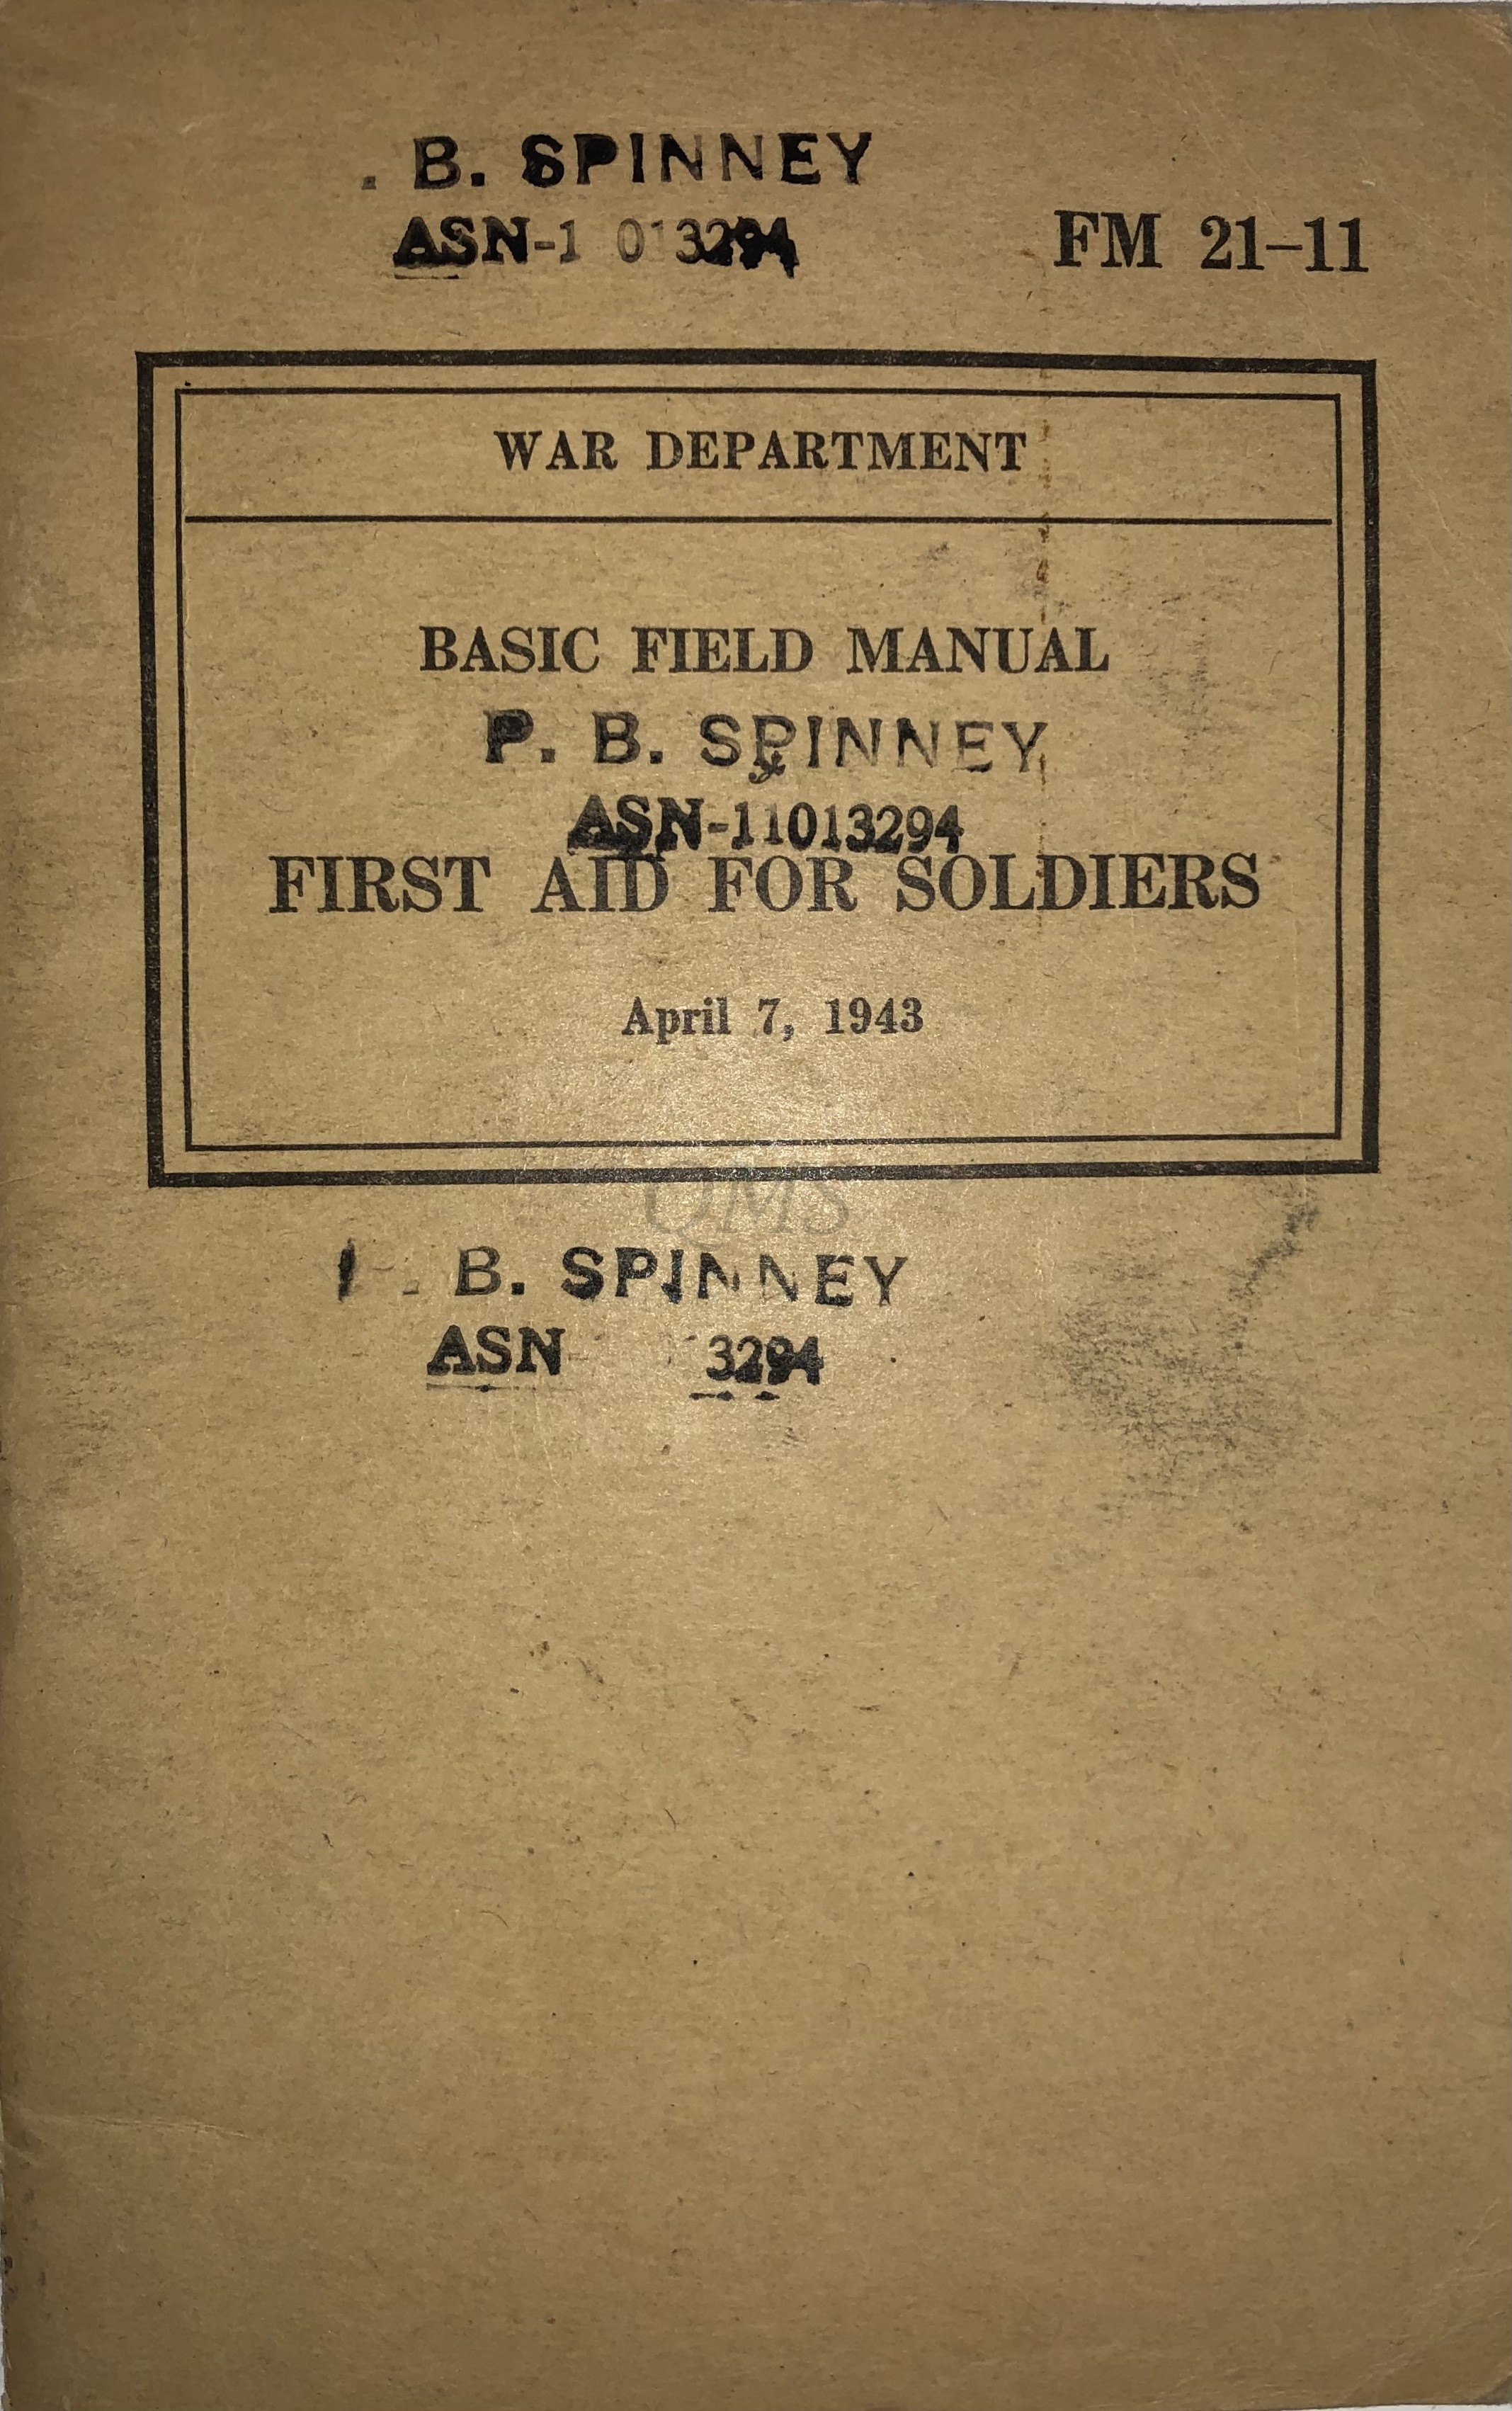 . B. SPINNEY
ASN-1 013294
FM 21–11
WAR DEPARTMENT
BASIC FIELD MANUAL
P. B. SPINNEY
ASN-11013294
FIRST AID FOR SOLDIERS
April 7, 1943
QMS
. B. SPINNEY
ASN 3294